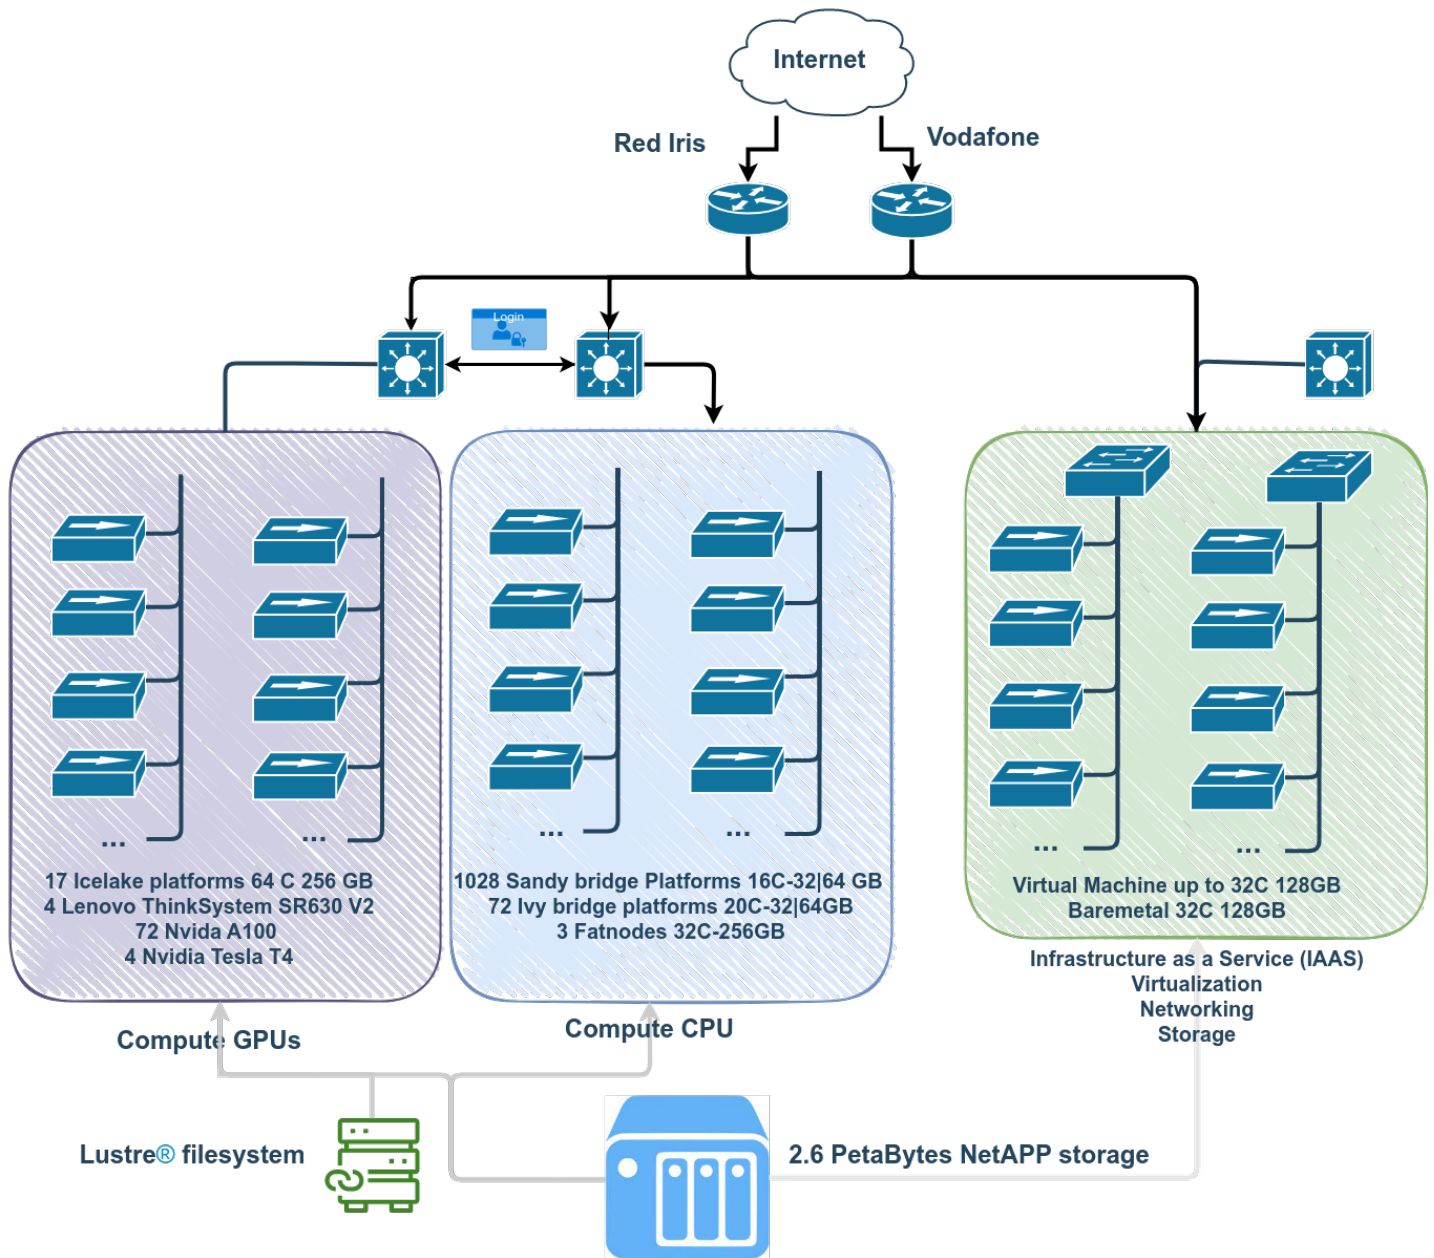 Internet
Red Iris
Vodafone
Login
...
...
...
...
...
...
17 Icelake platforms 64 C 256 GB
4 Lenovo ThinkSystem SR630 V2
72 Nvida A100
4 Nvidia Tesla T4
1028 Sandy bridge Platforms 16C-32|64 GB
72 Ivy bridge platforms 20C-32|64GB
3 Fatnodes 32C-256GB
Virtual Machine up to 32C 128GB
Baremetal 32C 128GB
Infrastructure as a Service (IAAS)
Virtualization
Networking
Storage
Compute GPUs
Compute CPU
Lustre® filesystem
2.6 PetaBytes NetAPP storage